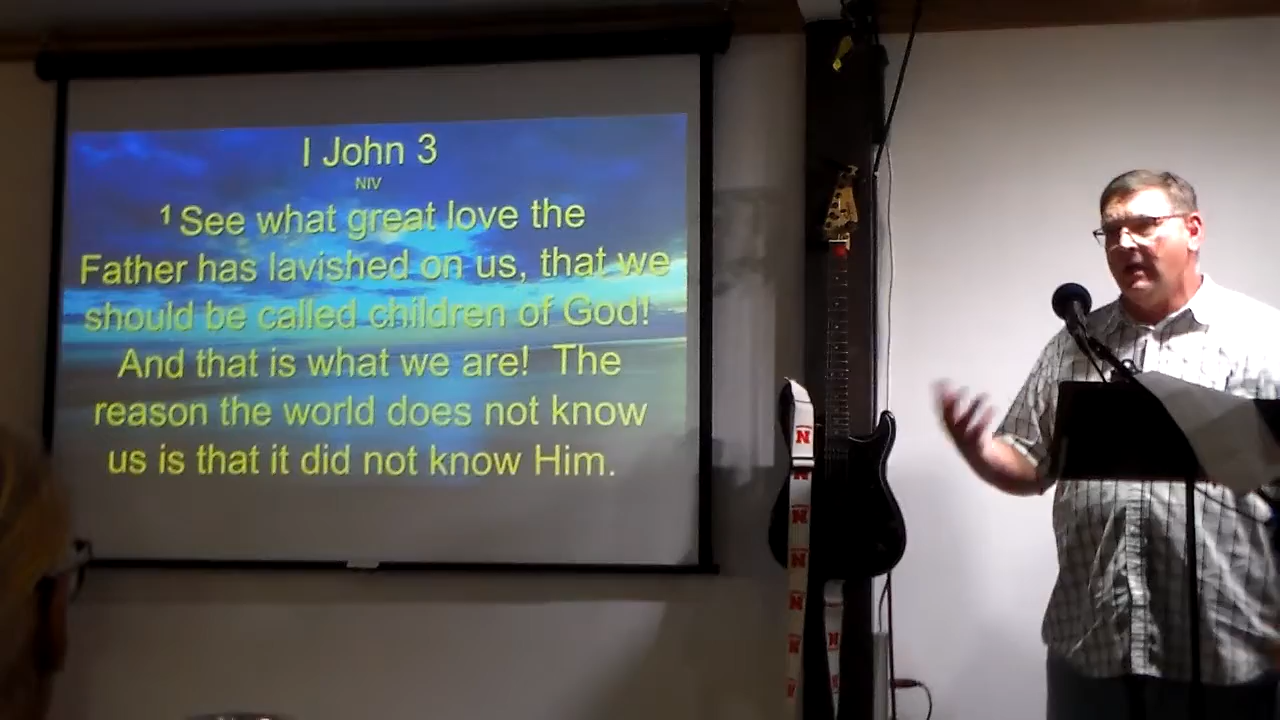 I John 3
NIV
1 See what great love the
Father has lavished on us, that we
should be called children of God!
And that is what we are!  The
reason the world does not know
us is that it did not know Him.
N
N
N
N
N
N
N
N